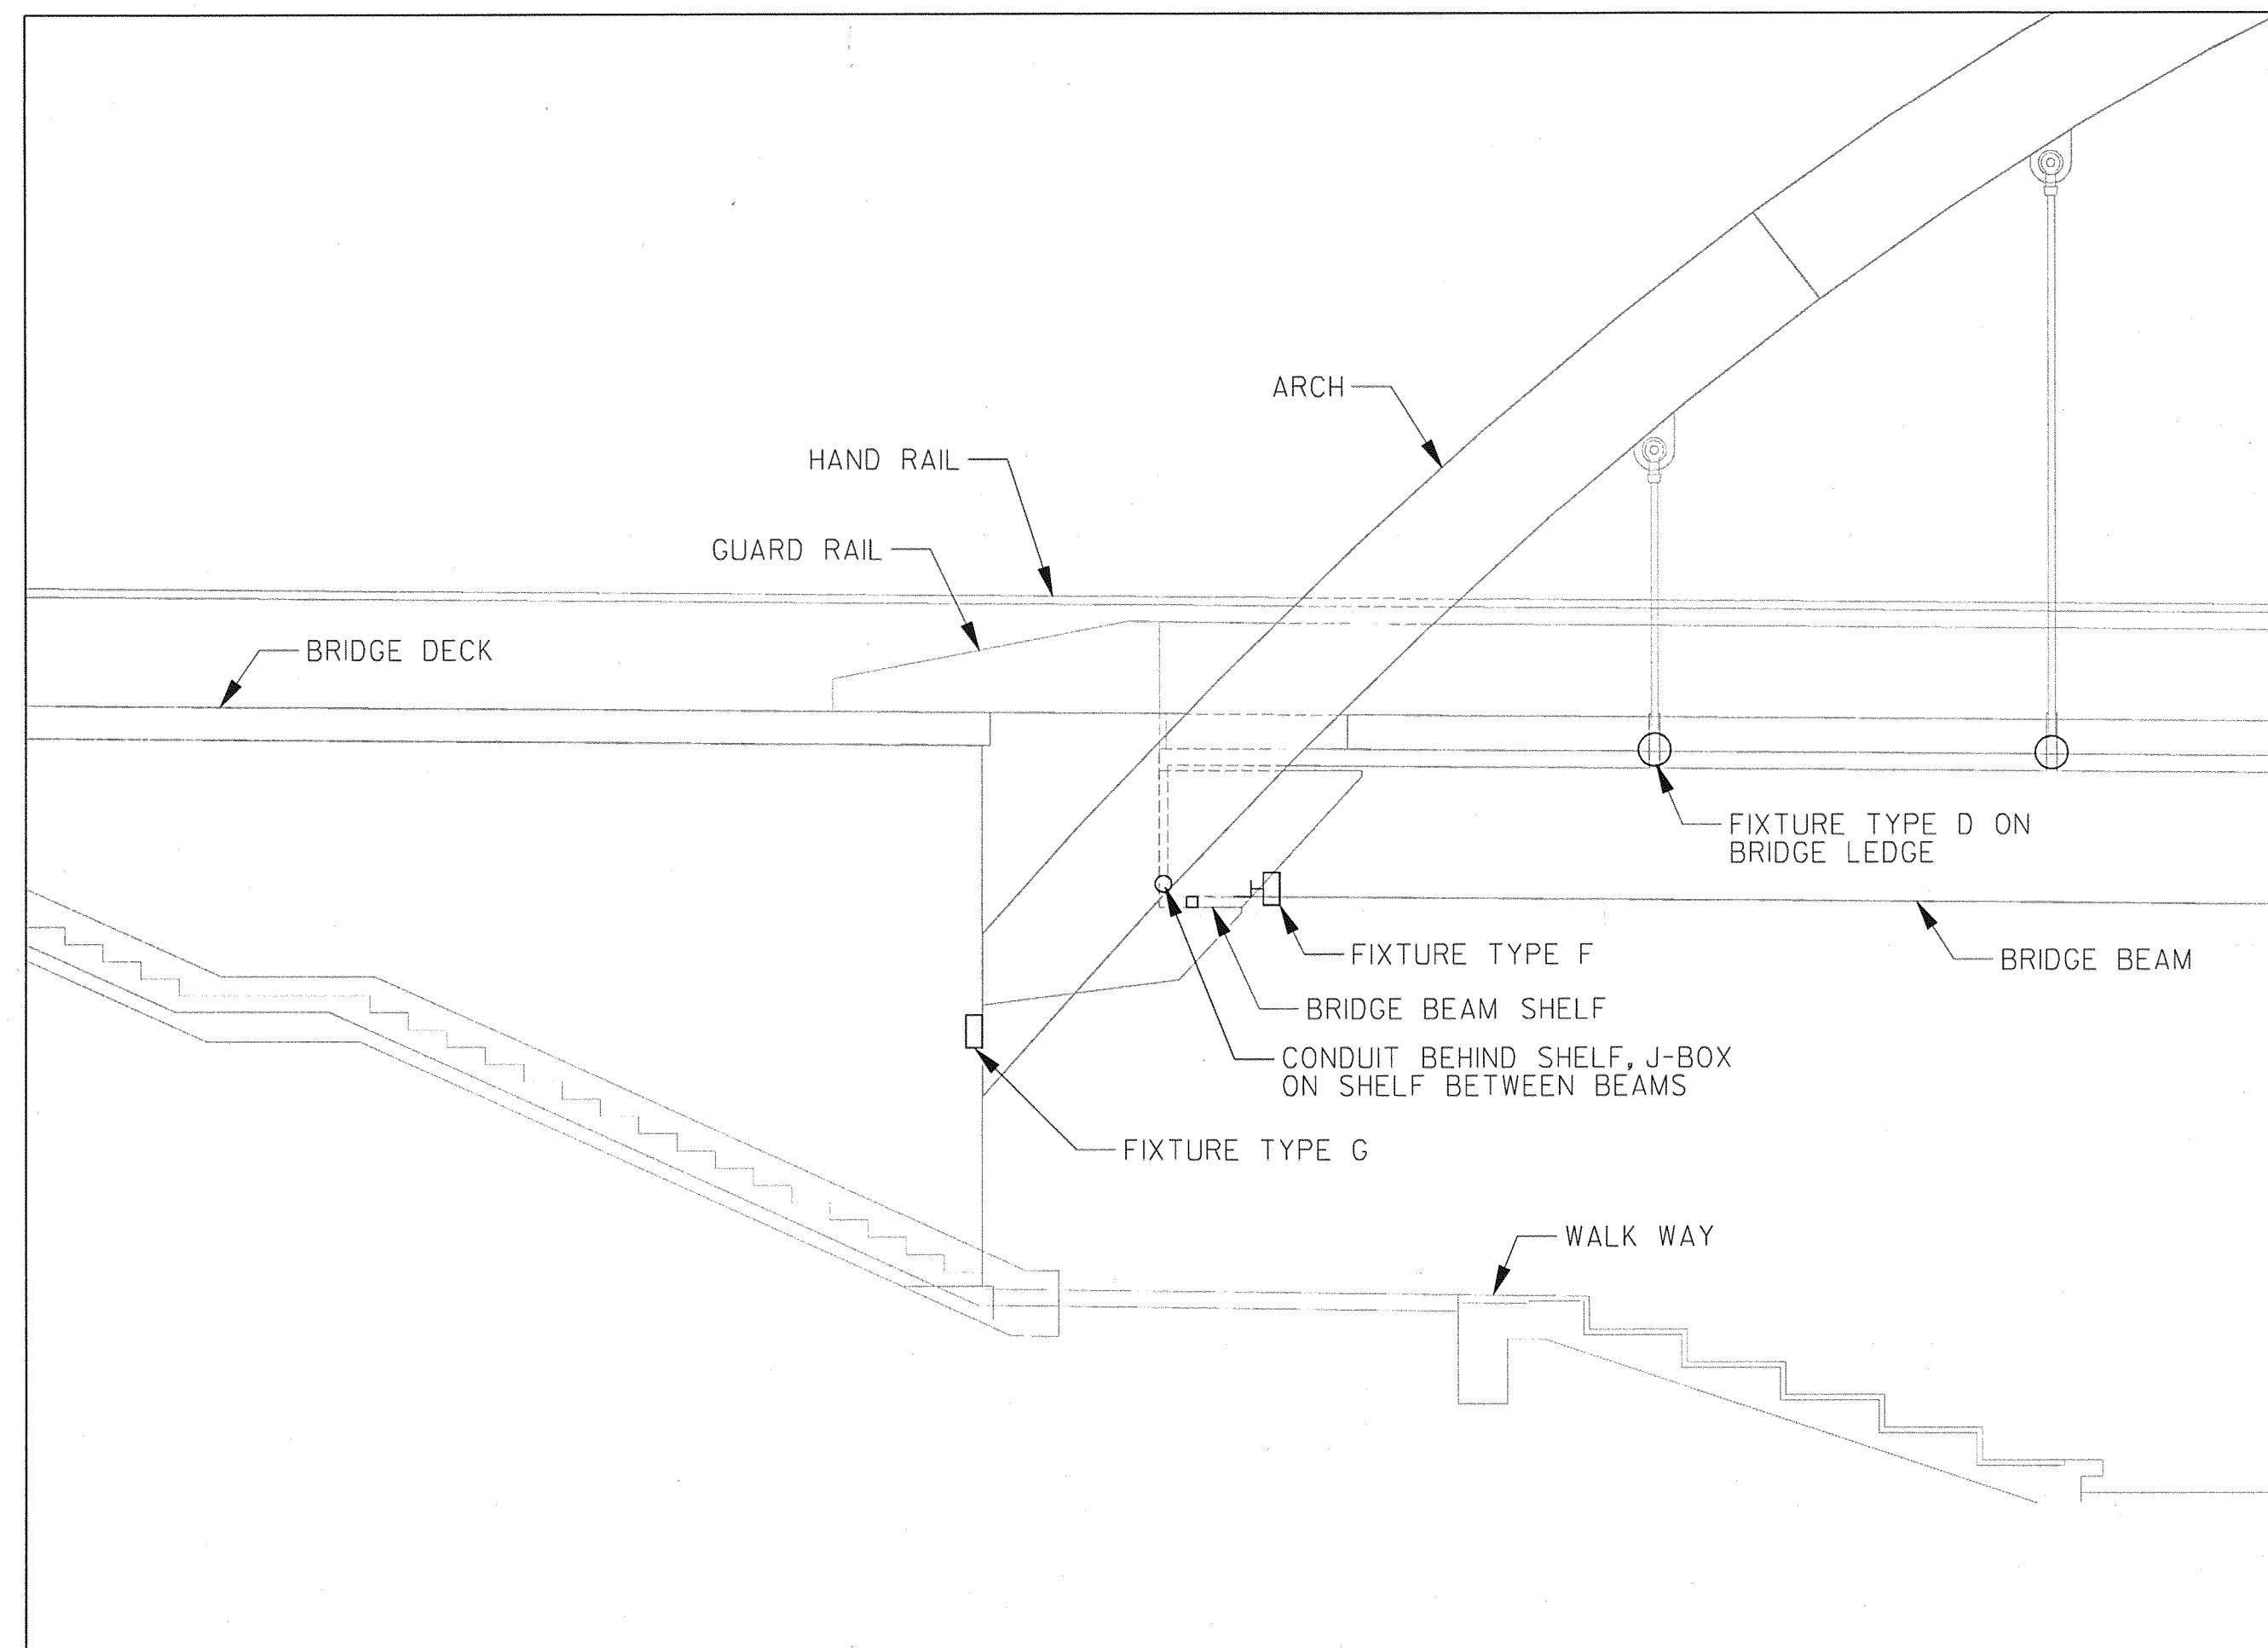 ARCH
HAND RAIL
GUARD RAIL
BRIDGE DECK
FIXTURE TYPE D ON
BRIDGE LEDGE
FIXTURE TYPE F
BRIDGE BEAM
BRIDGE BEAM SHELF
CONDUIT BEHIND SHELF, J-BOX
ON SHELF BETWEEN BEAMS
FIXTURE TYPE G
WALK WAY